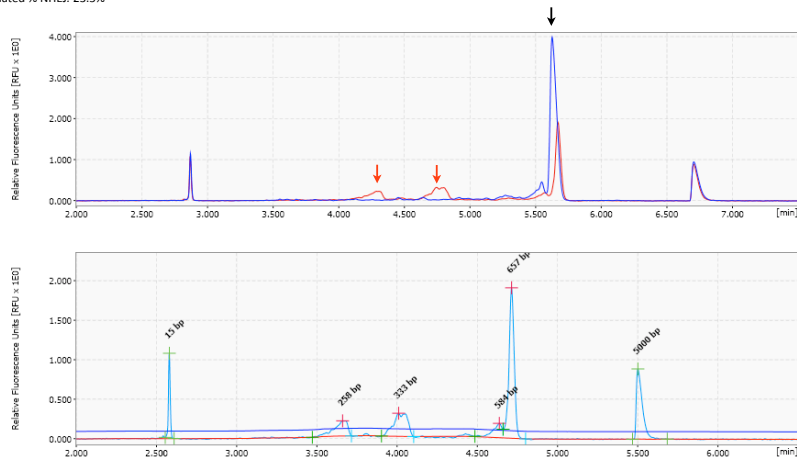 4.000
3.000
2.000
1.000
0.000
Relative Fluorescence Units [RFU x 1E0]
2.000 2.500 3.000 3.500 4.000 4.500 5.000 5.500 6.000 6.500 7.000 [min]
2.000
1.500
1.000
0.500
0.000
Relative Fluorescence Units [RFU x 1E0]
15 bp
258 bp
333 bp
584 bp
657 bp
5000 bp
2.000 2.500 3.000 3.500 4.000 4.500 5.000 5.500 6.000 [min]